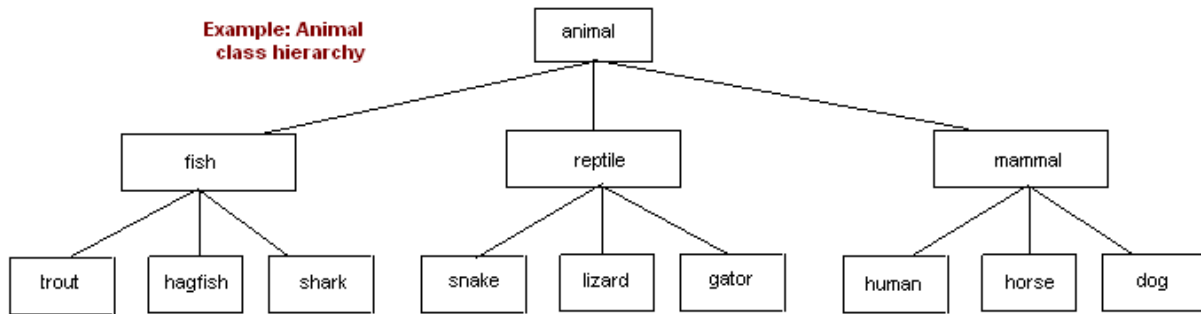 Example: Animal
class hierarchy
animal
fish
reptile
mammal
trout
hagfish
shark
snake
lizard
gator
human
horse
dog